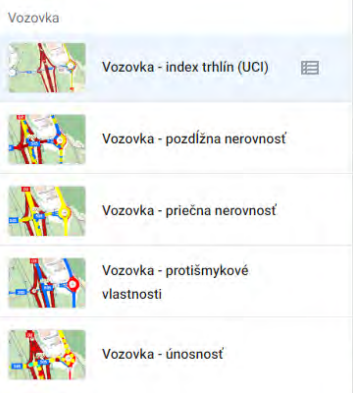 Vozovka
Vozovka - index trhlín (UCI)
Vozovka - pozdĺžna nerovnosť
Vozovka - priečna nerovnosť
Vozovka - protišmykové
vlastnosti
Vozovka - únosnosť